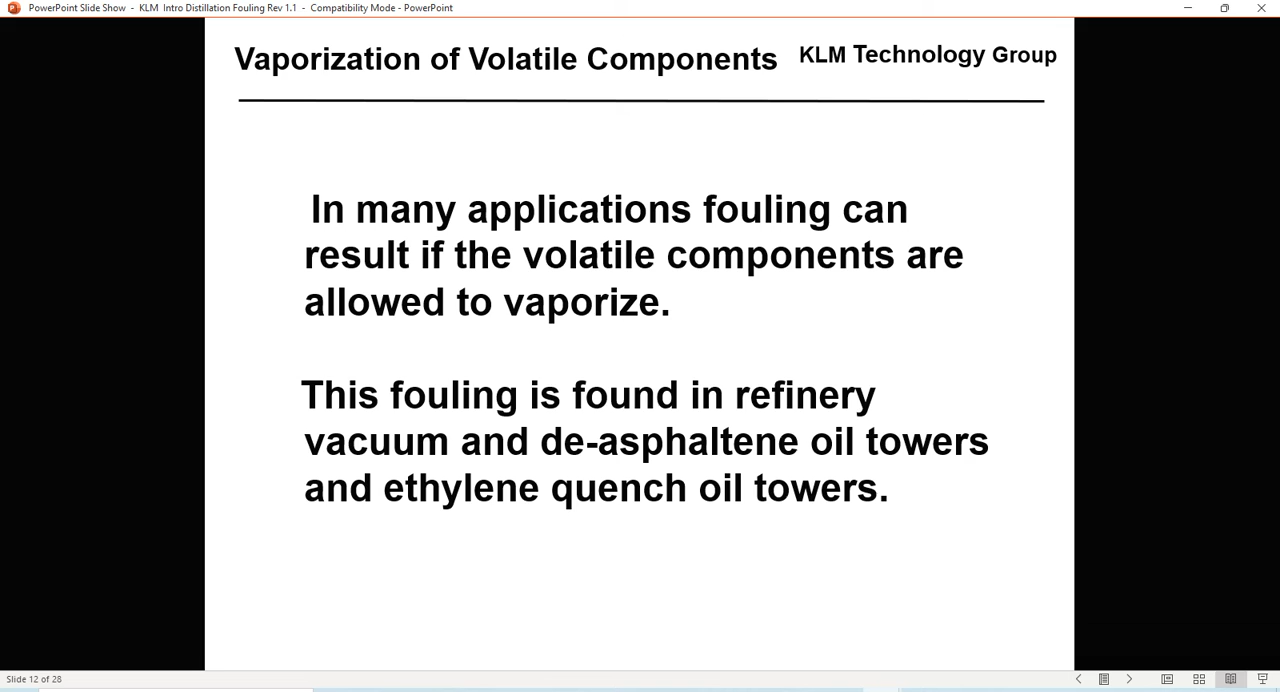 PowerPoint Slide Show - KLM Intro Distillation Fouling Rev 1.1 - Compatibility Mode - PowerPoint
Vaporization of Volatile Components KLM Technology Group
In many applications fouling can
result if the volatile components are
allowed to vaporize.
This fouling is found in refinery
vacuum and de-asphaltene oil towers
and ethylene quench oil towers.
Slide 12 of 28